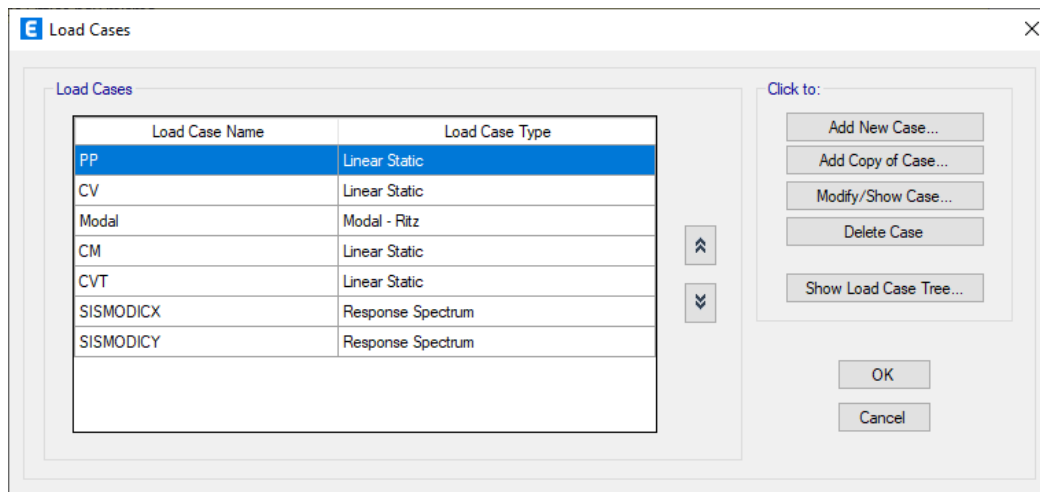 E Load Cases
Load Cases
Load Case Name Load Case Type
PP Linear Static
CV Linear Static
Modal Modal - Ritz
CM Linear Static
CVT Linear Static
SISMODICX Response Spectrum
SISMODICY Response Spectrum
Click to:
Add New Case...
Add Copy of Case...
Modify/Show Case...
Delete Case
Show Load Case Tree...
OK
Cancel